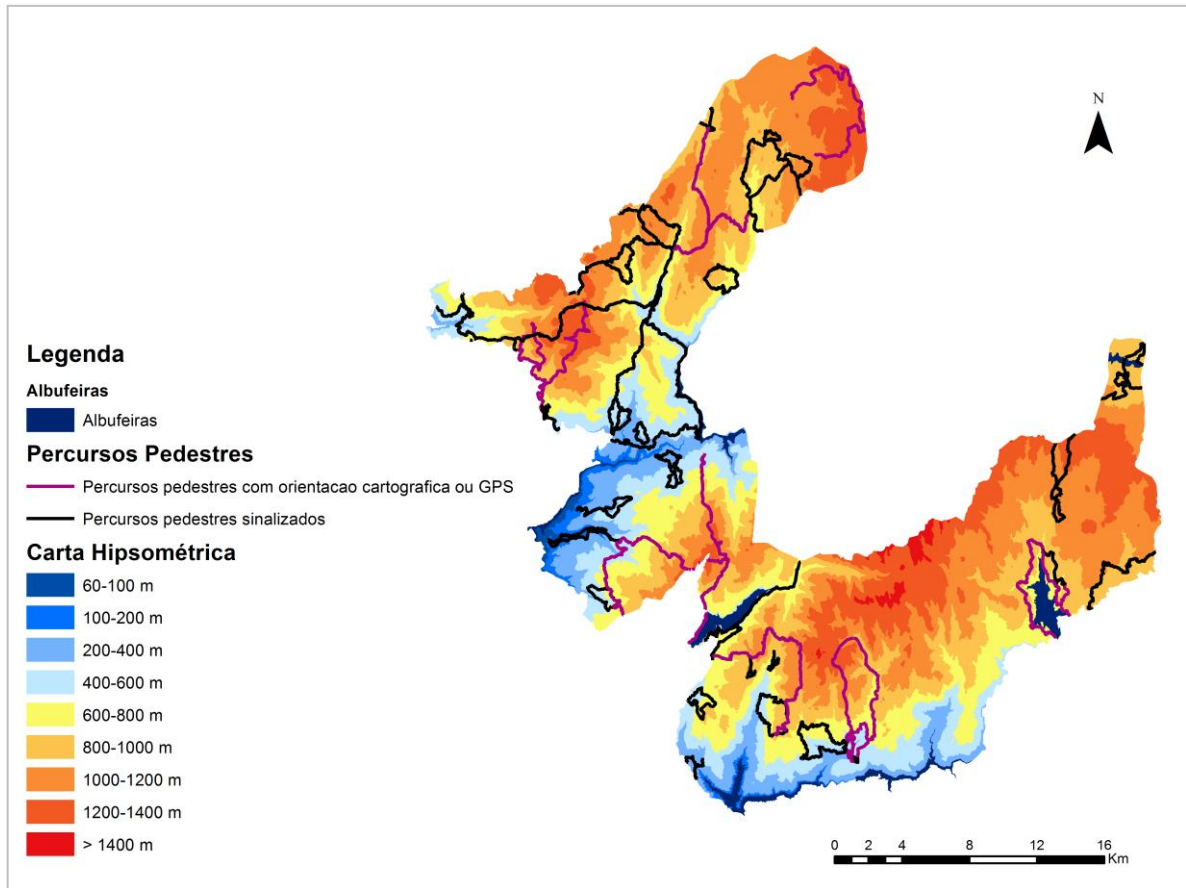 N
Legenda
Albufeiras
Albufeiras
Percursos Pedestres
Percursos pedestres com orientacao cartografica ou GPS
Percursos pedestres sinalizados
Carta Hipsométrica
60-100 m
100-200 m
200-400 m
400-600 m
600-800 m
800-1000 m
1000-1200 m
1200-1400 m
> 1400 m
0 2 4 8 12 16
Km